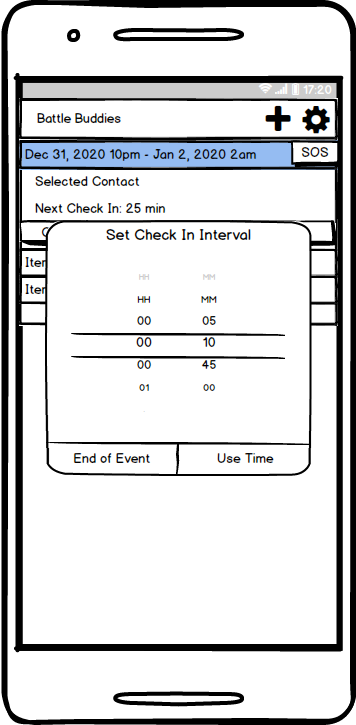 17:20
Battle Buddies
Dec 31, 2020 10pm - Jan 2, 2020 2am SOS
Selected Contact
Next Check In: 25 min
Set Check In Interval
Item
Item
HH MM
HH MM
00 05
00 10
00 45
01 00
End of Event Use Time